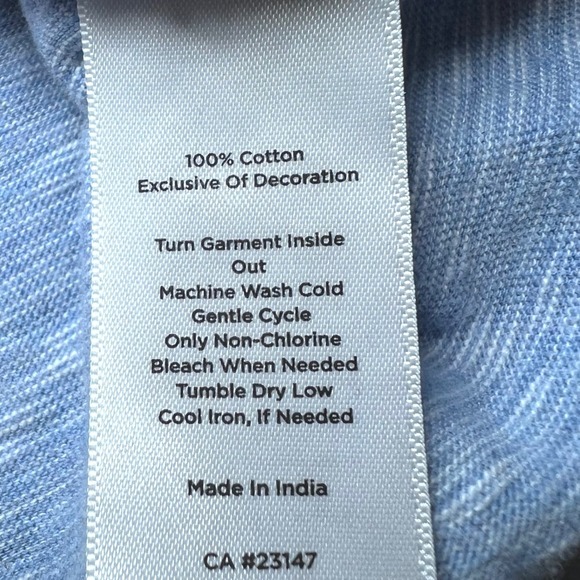 100% Cotton
Exclusive Of Decoration
Turn Garment Inside
Out
Machine Wash Cold
Gentle Cycle
Only Non-Chlorine
Bleach When Needed
Tumble Dry Low
Cool Iron, If Needed
Made In India
CA #23147